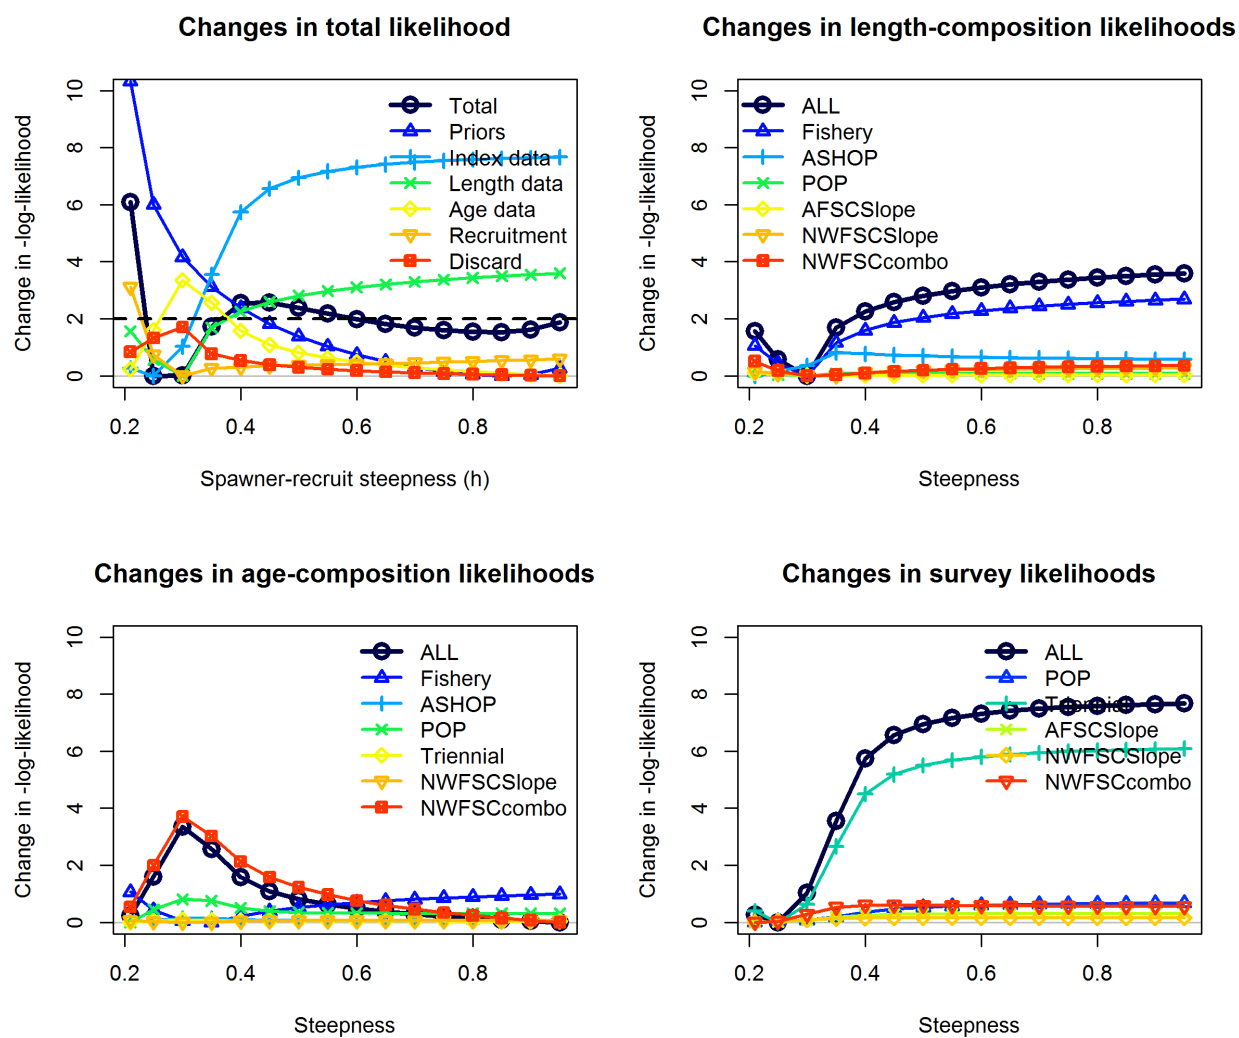 Changes in total likelihood
Change in -log-likelihood
10
8
6
4
2
0
Total
Priors
Index data
Length data
Age data
Recruitment
Discard
0.2
0.4
0.6
0.8
Spawner-recruit steepness (h)
Changes in length-composition likelihoods
Change in -log-likelihood
10
8
6
4
2
0
ALL
Fishery
ASHOP
POP
AFSCSlope
NWFSCSlope
NWFSCcombo
0.2
0.4
0.6
0.8
Steepness
Changes in age-composition likelihoods
Change in -log-likelihood
10
8
6
4
2
0
ALL
Fishery
ASHOP
POP
Triennial
NWFSCSlope
NWFSCcombo
0.2
0.4
0.6
0.8
Steepness
Changes in survey likelihoods
Change in -log-likelihood
10
8
6
4
2
0
ALL
POP
Triennial
AFSCSlope
NWFSCSlope
NWFSCcombo
0.2
0.4
0.6
0.8
Steepness